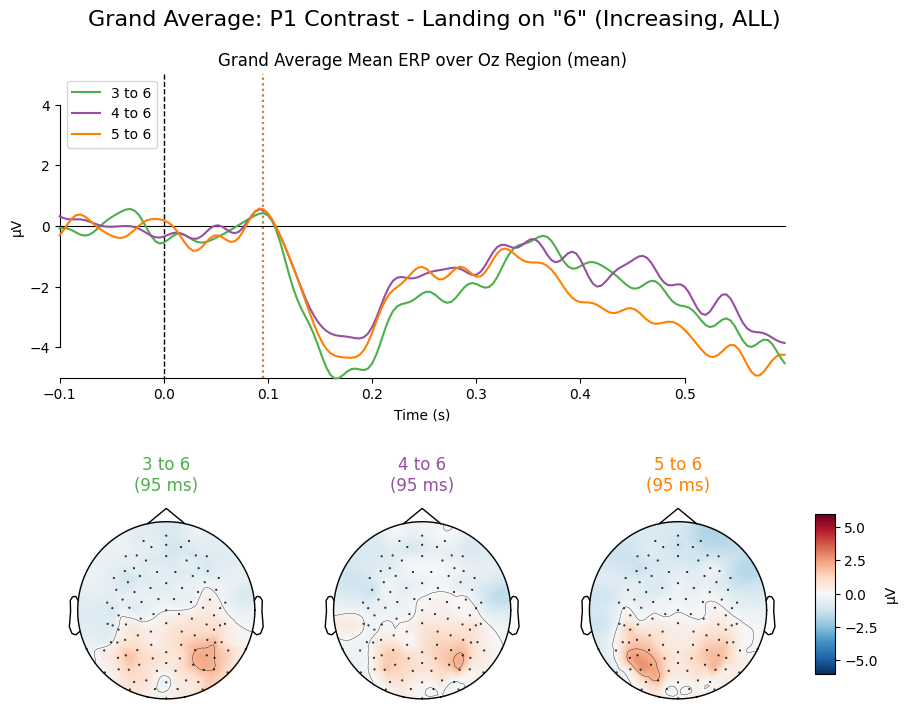 Grand Average: P1 Contrast - Landing on "6" (Increasing, ALL)
Grand Average Mean ERP over Oz Region (mean)
3 to 6
4 to 6
5 to 6
4
2
0
−2
−4
µV
−0.1
0.0
0.1
0.2
0.3
0.4
0.5
Time (s)
3 to 6
(95 ms)
4 to 6
(95 ms)
5 to 6
(95 ms)
5.0
2.5
0.0
−2.5
−5.0
µV